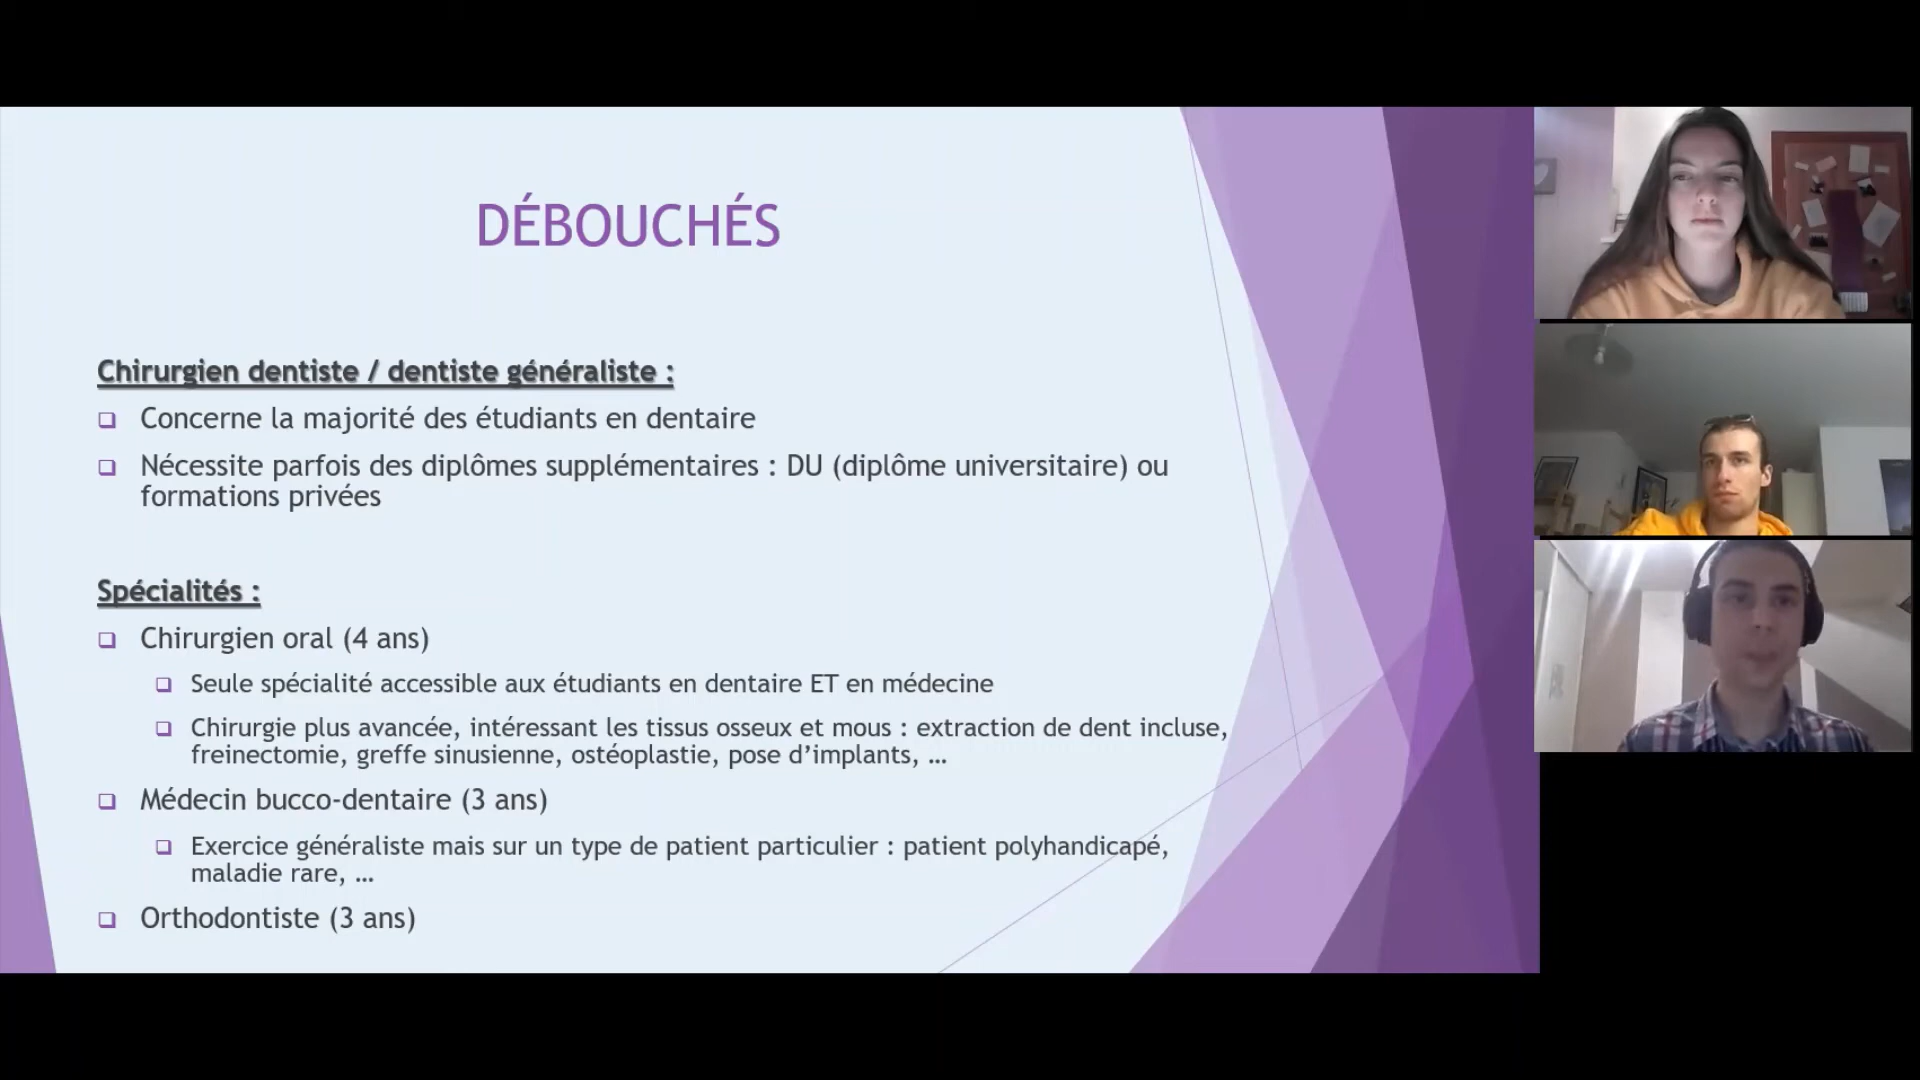 DÉBOUCHÉS
Chirurgien dentiste / dentiste généraliste :
Concerne la majorité des étudiants en dentaire
Nécessite parfois des diplômes supplémentaires : DU (diplôme universitaire) ou
formations privées
Spécialités :
Chirurgien oral (4 ans)
Seule spécialité accessible aux étudiants en dentaire ET en médecine
Chirurgie plus avancée, intéressant les tissus osseux et mous : extraction de dent incluse,
freinectomie, greffe sinusienne, ostéoplastie, pose d’implants, …
Médecin bucco-dentaire (3 ans)
Exercice généraliste mais sur un type de patient particulier : patient polyhandicapé,
maladie rare, …
Orthodontiste (3 ans)